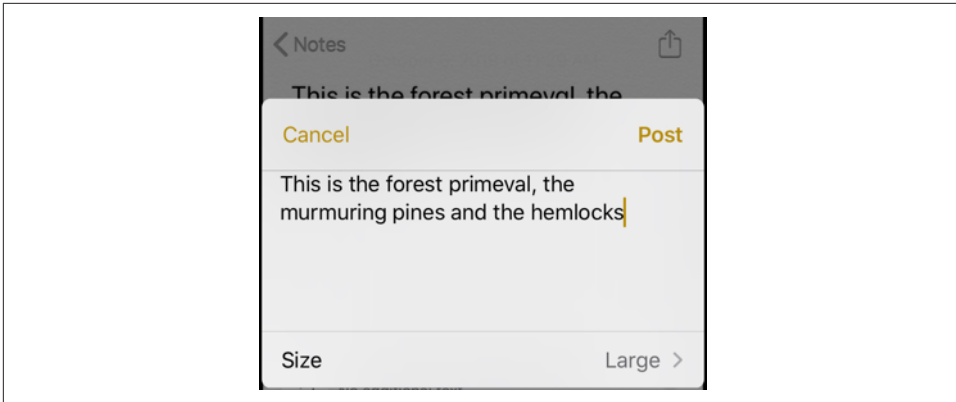 Notes
This is the forest primeval, the
Cancel
Post
This is the forest primeval, the
murmuring pines and the hemlocks
Size
Large